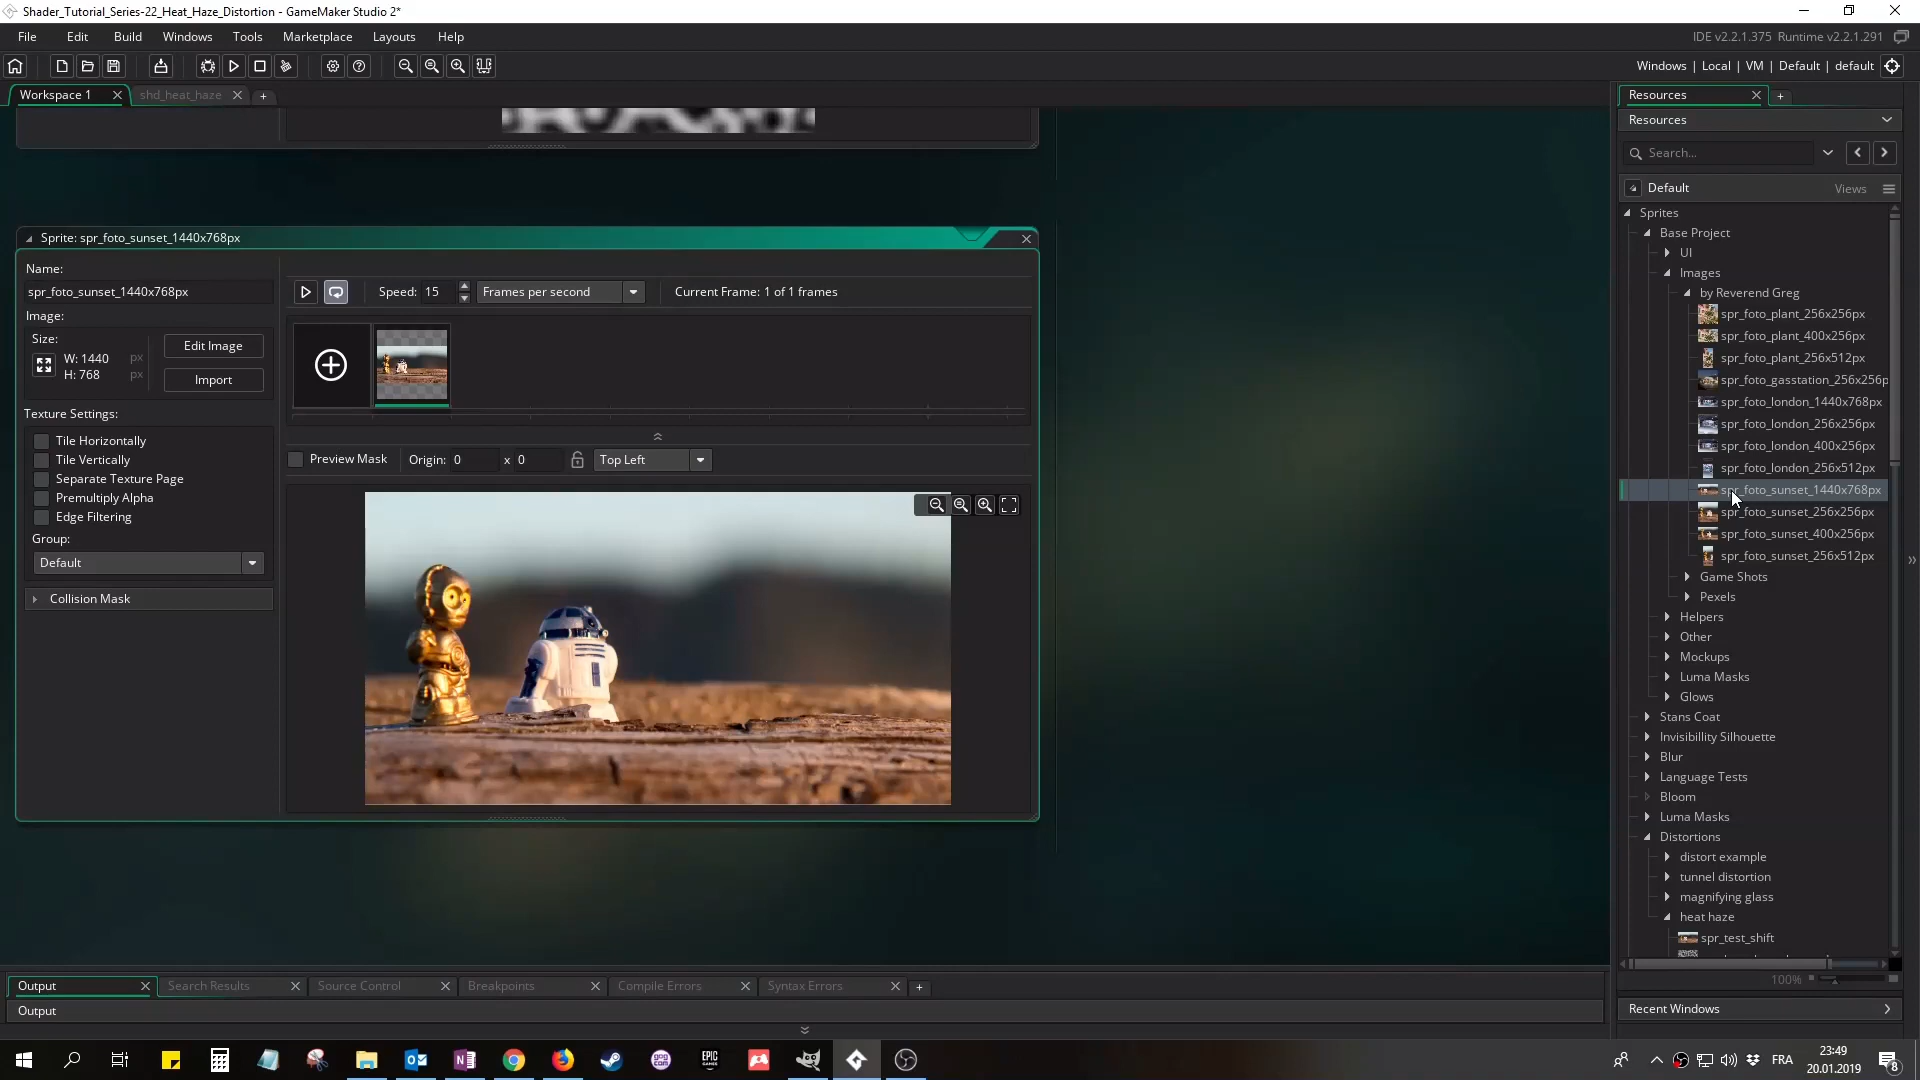 Shader_Tutorial_Series-22_Heat_Haze_Distortion - GameMaker Studio 2*
File Edit Build Windows Tools Marketplace Layouts Help
IDE v2.2.1.375 Runtime v2.2.1.291
Windows | Local | VM | Default | default
Workspace 1
shd_heat_haze
Sprite: spr_foto_sunset_1440x768px
Name:
spr_foto_sunset_1440x768px
Image:
Size:
W: 1440 px
H: 768 px
Edit Image
Import
Texture Settings:
Tile Horizontally
Tile Vertically
Separate Texture Page
Premultiply Alpha
Edge Filtering
Group:
Default
Collision Mask
Speed: 15 Frames per second Current Frame: 1 of 1 frames
Preview Mask Origin: 0 x 0 Top Left
Resources
Resources
Search...
Default Views
Sprites
Base Project
UI
Images
by Reverend Greg
spr_foto_plant_256x256px
spr_foto_plant_400x256px
spr_foto_plant_256x512px
spr_foto_gasstation_256x256p
spr_foto_london_1440x768px
spr_foto_london_256x256px
spr_foto_london_400x256px
spr_foto_london_256x512px
spr_foto_sunset_1440x768px
spr_foto_sunset_256x256px
spr_foto_sunset_400x256px
spr_foto_sunset_256x512px
Game Shots
Pexels
Helpers
Other
Mockups
Luma Masks
Glows
Stans Coat
Invisibillity Silhouette
Blur
Language Tests
Bloom
Luma Masks
Distortions
distort example
tunnel distortion
magnifying glass
heat haze
spr_test_shift
100%
Recent Windows
Output Search Results Source Control Breakpoints Compile Errors Syntax Errors
Output
gog.com
EPIC GAMES
FRA
23:49
20.01.2019
8